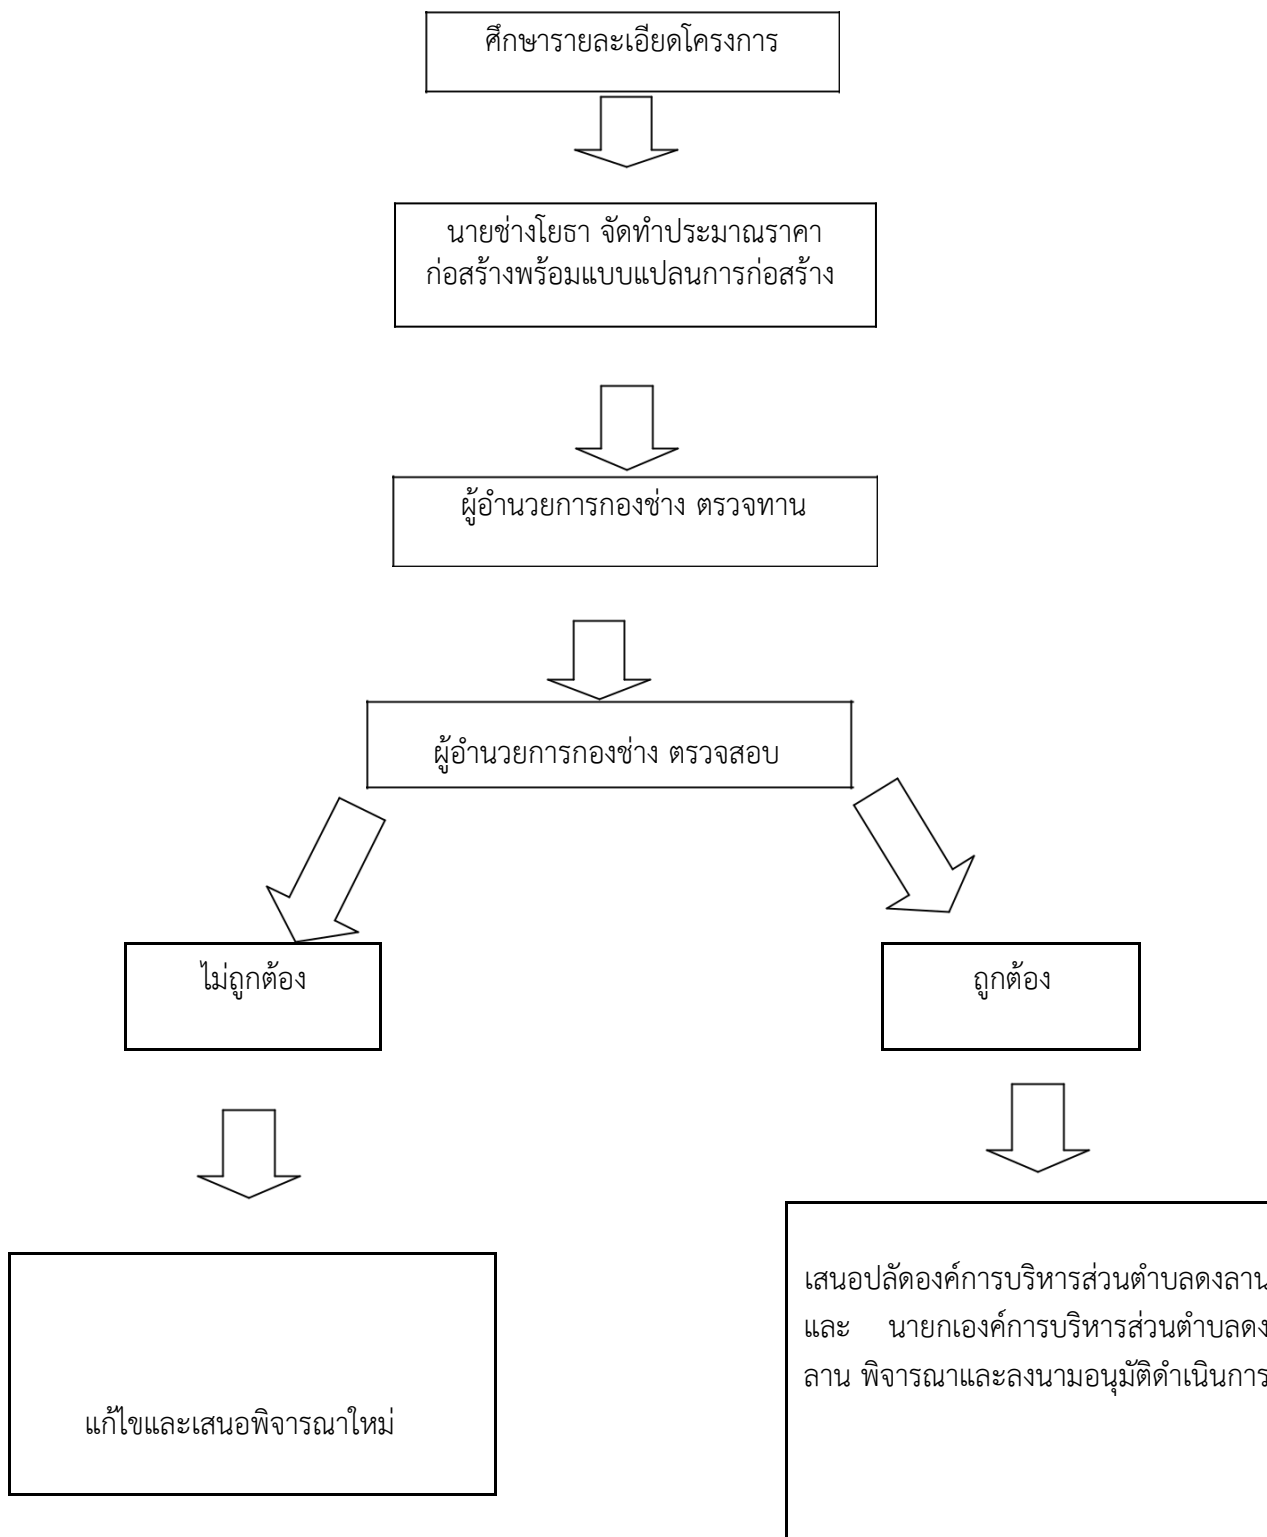 ศึกษารายละเอียดโครงการ
นายช่างโยธา จัดทำประมาณราคา
ก่อสร้างพร้อมแบบแปลนการก่อสร้าง
ผู้อำนวยการกองช่าง ตรวจทาน
ผู้อำนวยการกองช่าง ตรวจสอบ
ไม่ถูกต้อง
ถูกต้อง
เสนอปลัดองค์การบริหารส่วนตำบลดงลาน
และ นายกเองค์การบริหารส่วนตำบลดง
ลาน พิจารณาและลงนามอนุมัติดำเนินการ
แก้ไขและเสนอพิจารณาใหม่